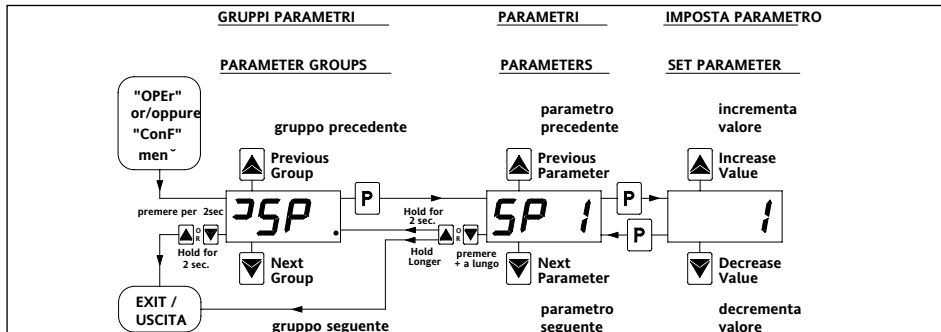 GRUPPI PARAMETRI
PARAMETRI
IMPOSTA PARAMETRO
PARAMETER GROUPS
PARAMETERS
SET PARAMETER
"OPEr"
or/oppure
"ConF"
men˘
gruppo precedente
parametro
precedente
incrementa
valore
Previous
Group
Previous
Parameter
Increase
Value
P
P
P
premere per 2sec
OR
Hold for
2 sec.
SP.
Hold for
2 sec.
OR
Hold
Longer
premere
+ a lungo
SP 1
1
Next
Group
Next
Parameter
Decrease
Value
EXIT /
USCITA
gruppo seguente
parametro
seguente
decrementa
valore